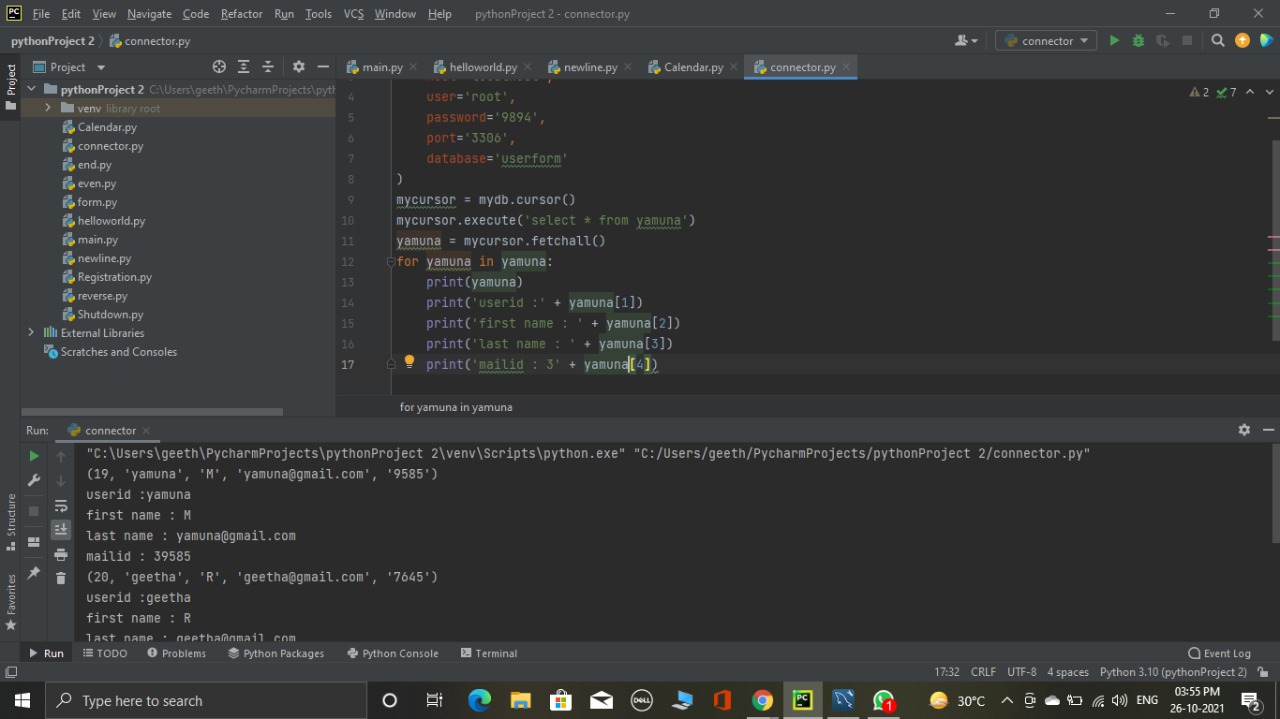 File Edit View Navigate Code Refactor Run Tools VCS Window Help pythonProject 2 - connector.py
pythonProject 2 connector.py connector
Project main.py helloworld.py newline.py Calendar.py connector.py
Project
pythonProject 2 C:\Users\geeth\PycharmProjects\pyth
venv library root
Calendar.py
connector.py
end.py
even.py
form.py
helloworld.py
main.py
newline.py
Registration.py
reverse.py
Shutdown.py
External Libraries
Scratches and Consoles
2 7
4 user='root',
5 password='9894',
6 port='3306',
7 database='userform'
8 )
9 mycursor = mydb.cursor()
10 mycursor.execute('select * from yamuna')
11 yamuna = mycursor.fetchall()
12 for yamuna in yamuna:
13 print(yamuna)
14 print('userid :' + yamuna[1])
15 print('first name : ' + yamuna[2])
16 print('last name : ' + yamuna[3])
17 print('mailid : 3' + yamuna[4])
for yamuna in yamuna
Run: connector
"C:\Users\geeth\PycharmProjects\pythonProject 2\venv\Scripts\python.exe" "C:/Users/geeth/PycharmProjects/pythonProject 2/connector.py"
(19, 'yamuna', 'M', 'yamuna@gmail.com', '9585')
userid :yamuna
first name : M
last name : yamuna@gmail.com
mailid : 39585
(20, 'geetha', 'R', 'geetha@gmail.com', '7645')
userid :geetha
first name : R
last name : geetha@gmail.com
Structure
Favorites
Run TODO Problems Python Packages Python Console Terminal Event Log
17:32 CRLF UTF-8 4 spaces Python 3.10 (pythonProject 2)
Type here to search DELL 1 30°C ENG 03:55 PM
26-10-2021 2